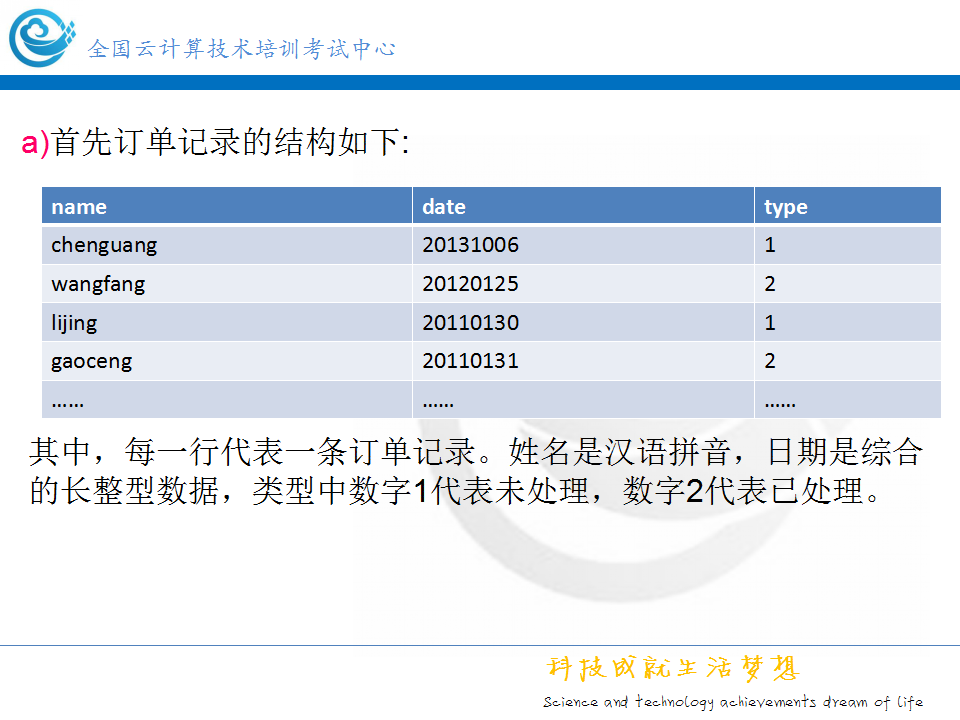 全国云计算技术培训考试中心
a)首先订单记录的结构如下:
name date type
chenguang 20131006 1
wangfang 20120125 2
lijing 20110130 1
gaoceng 20110131 2
…… …… ……
其中，每一行代表一条订单记录。姓名是汉语拼音，日期是综合
的长整型数据，类型中数字1代表未处理，数字2代表已处理。
科技成就生活梦想
Science and technology achievements dream of life